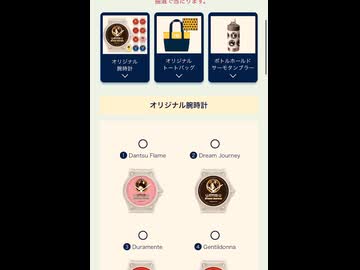 抽選で当たります。
オリジナル
腕時計
オリジナル
トートバッグ
ボトルホールド
サーモタンブラー
オリジナル腕時計
1 Dantsu Flame
2 Dream Journey
3 Duramente
4 Gentildonna